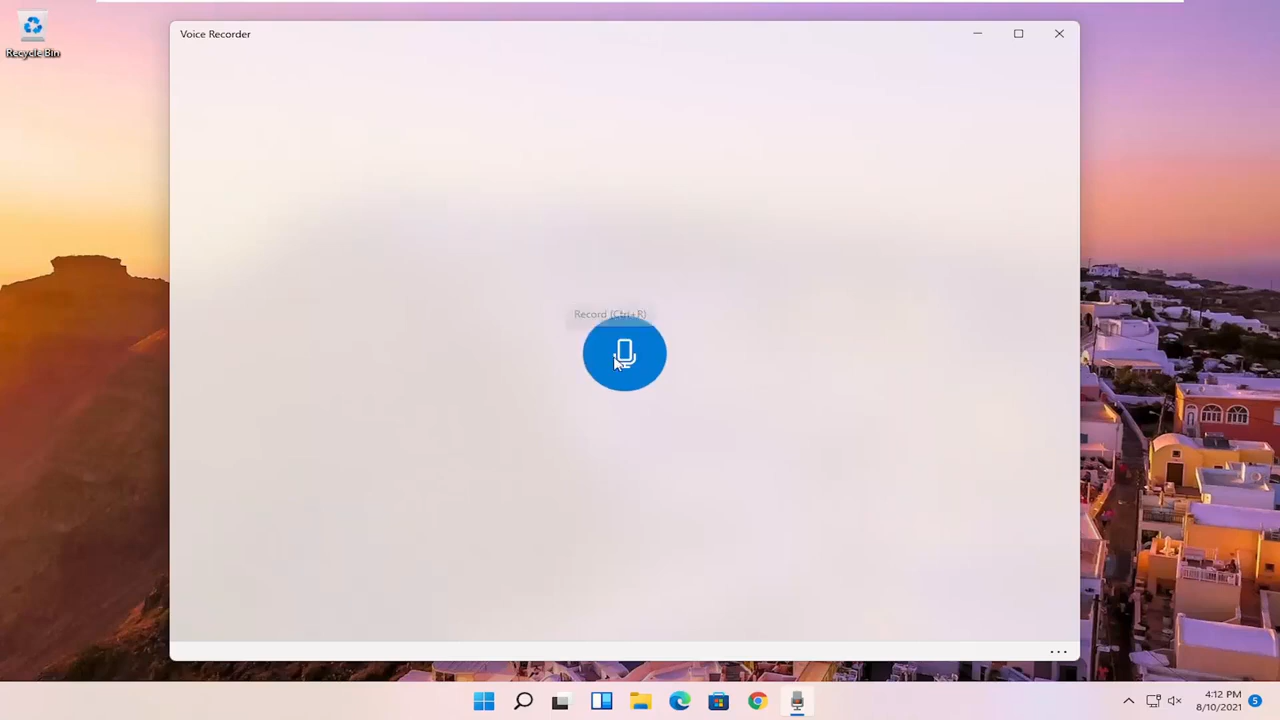 Recycle Bin
Voice Recorder
Record (Ctrl+R)
4:12 PM
8/10/2021
5